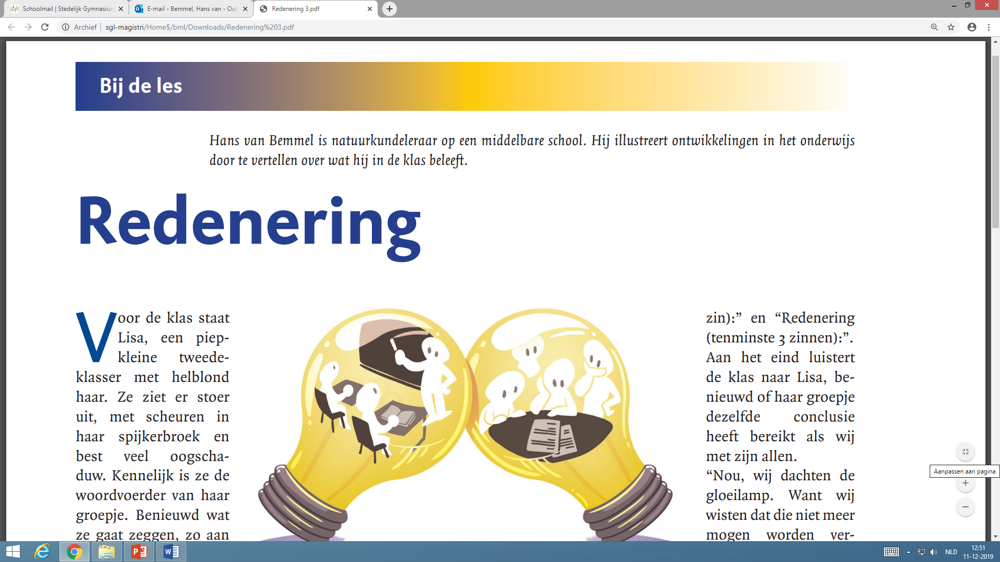 Schoolmail | Stedelijk Gymnasium
E-mail - Bemmel, Hans van - Out
Redenering 3.pdf
Archief
sgl-magistri/Home$/bml/Downloads/Redenering%203.pdf
Bij de les
Hans van Bemmel is natuurkundeleraar op een middelbare school. Hij illustreert ontwikkelingen in het onderwijs
door te vertellen over wat hij in de klas beleeft.
Redenering
Voor de klas staat
Lisa, een piep-
kleine tweede-
klasser met helblond
haar. Ze ziet er stoer
uit, met scheuren in
haar spijkerbroek en
best veel oogscha-
duw. Kennelijk is ze de
woordvoerder van haar
groepje. Benieuwd wat
ze gaat zeggen, zo aan
zin):” en “Redenering
(tenminste 3 zinnen):”.
Aan het eind luistert
de klas naar Lisa, be-
nieuwd of haar groepje
dezelfde conclusie
heeft bereikt als wij
met zijn allen.
“Nou, wij dachten de
gloeilamp. Want wij
wisten dat die niet meer
mogen worden ver-
Aanpassen aan pagina
NLD
12:51
11-12-2019